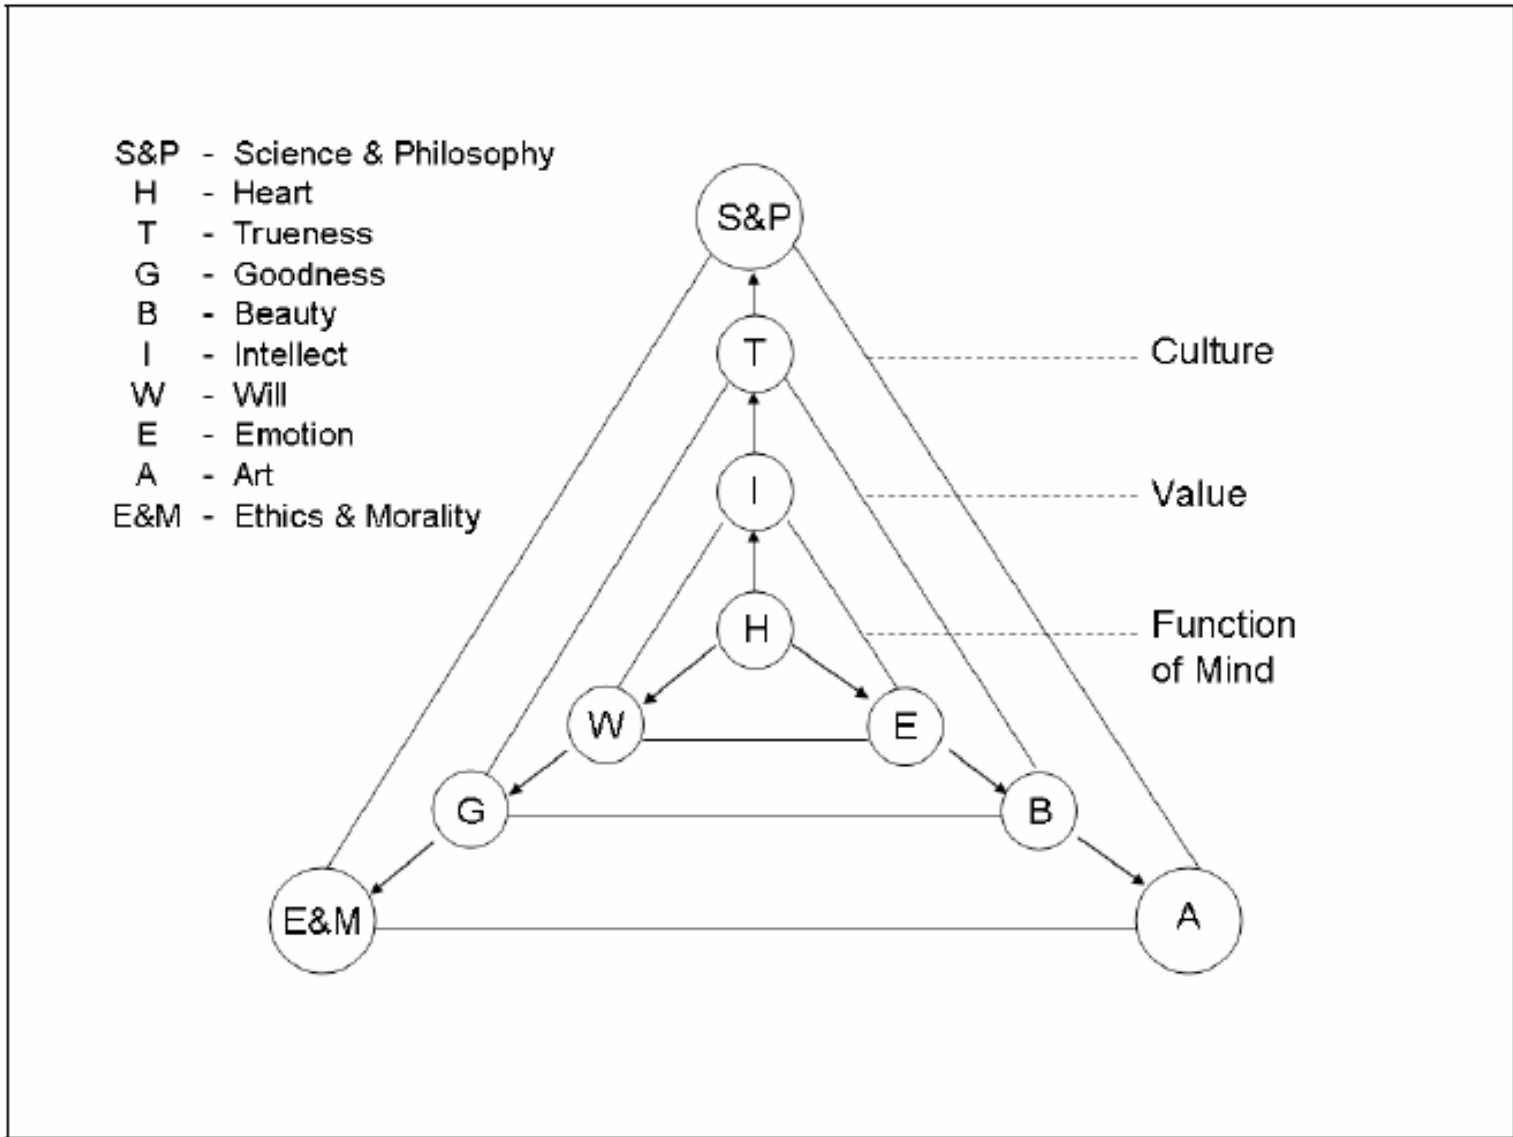 S&P - Science & Philosophy
H - Heart
T - Trueness
G - Goodness
B - Beauty
I - Intellect
W - Will
E - Emotion
A - Art
E&M - Ethics & Morality
S&P
T
Culture
I
Value
H
Function
of Mind
W
E
G
B
E&M
A